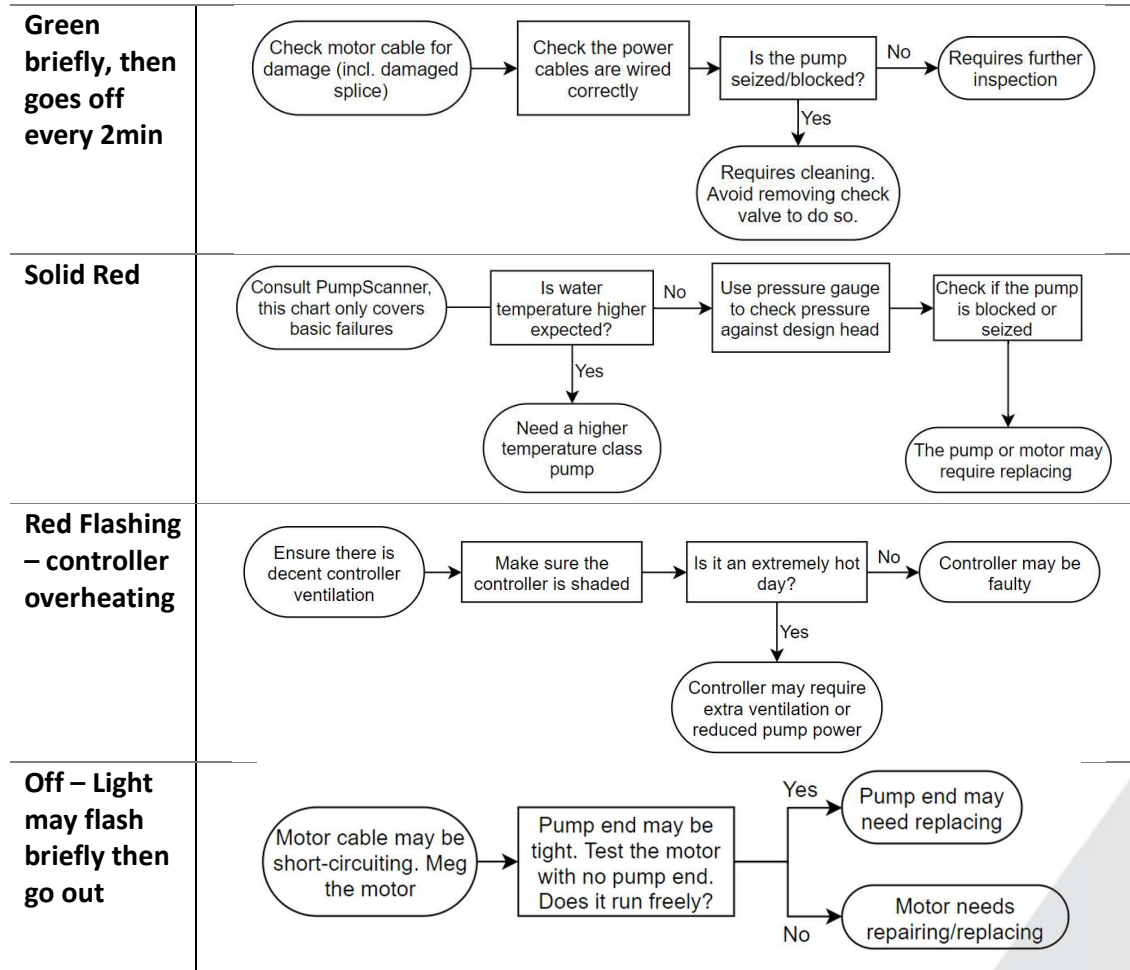 Green
briefly, then
goes off
every 2min
Check motor cable for
damage (incl. damaged
splice)
Check the power
cables are wired
correctly
Is the pump
seized/blocked?
No
Requires further
inspection
Yes
Requires cleaning.
Avoid removing check
valve to do so.
Solid Red
Consult PumpScanner,
this chart only covers
basic failures
Is water
temperature higher
expected?
No
Use pressure gauge
to check pressure
against design head
Check if the pump
is blocked or
seized
Yes
Need a higher
temperature class
pump
The pump or motor may
require replacing
Red Flashing
– controller
overheating
Ensure there is
decent controller
ventilation
Make sure the
controller is shaded
Is it an extremely hot
day?
No
Controller may be
faulty
Yes
Controller may require
extra ventilation or
reduced pump power
Off – Light
may flash
briefly then
go out
Motor cable may be
short-circuiting. Meg
the motor
Pump end may be
tight. Test the motor
with no pump end.
Does it run freely?
Yes
Pump end may
need replacing
No
Motor needs
repairing/replacing